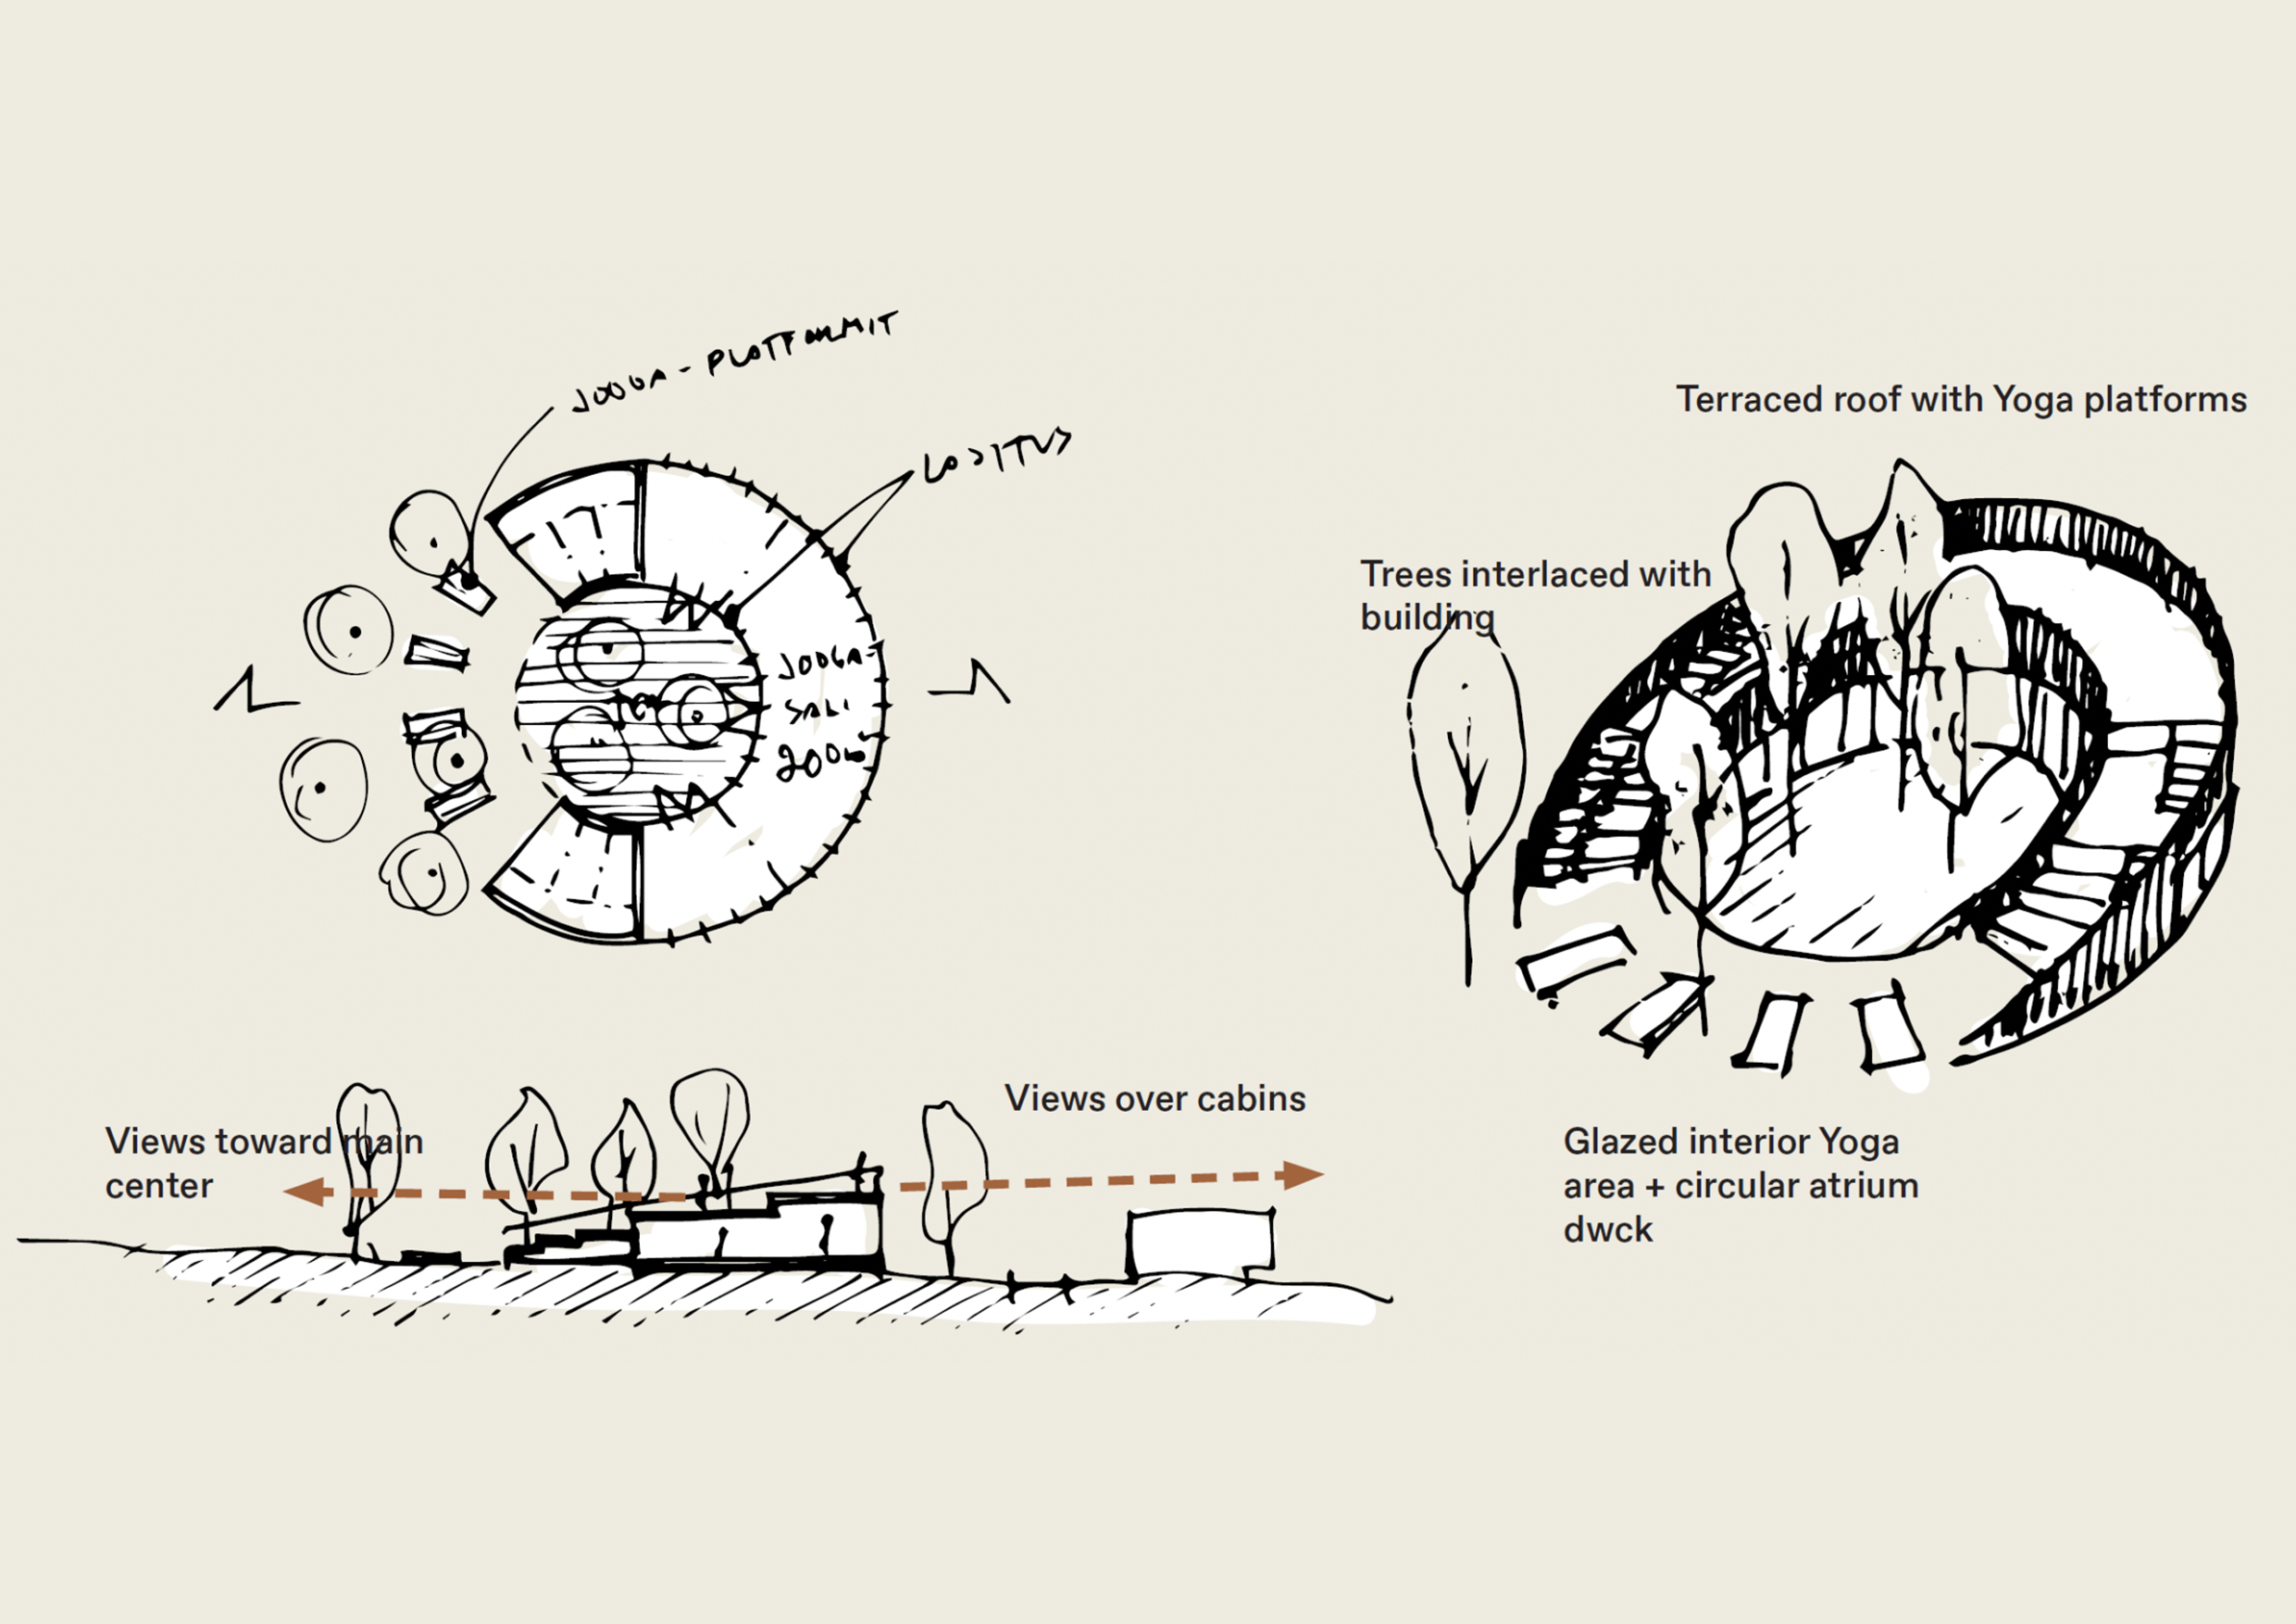 JOOGA - PLATFORMIT
LASITUS
JOOGA-
SALI
200m²
Terraced roof with Yoga platforms
Trees interlaced with
building
Views toward main
center
Views over cabins
Glazed interior Yoga
area + circular atrium
dwck